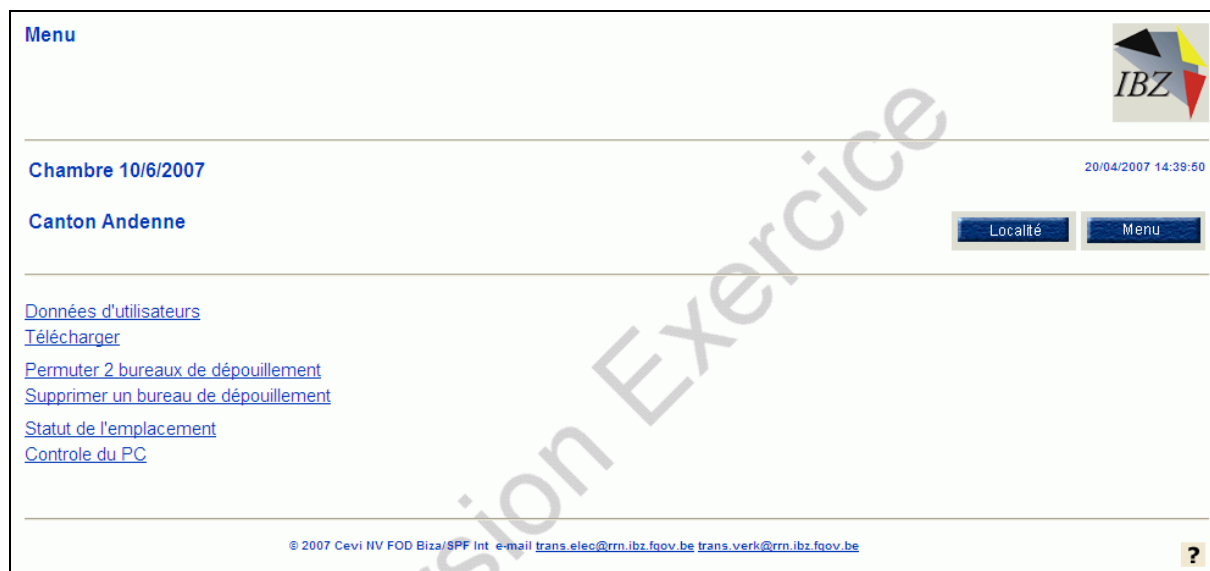 Menu
IBZ
Chambre 10/6/2007
20/04/2007 14:39:50
Canton Andenne
Localité
Menu
Données d'utilisateurs
Télécharger
Permuter 2 bureaux de dépouillement
Supprimer un bureau de dépouillement
Statut de l'emplacement
Controle du PC
sion Exercice
© 2007 Cevi NV FOD Biza/SPF Int e-mail trans.elec@rrn.ibz.fgov.be trans.verk@rrn.ibz.fgov.be
?